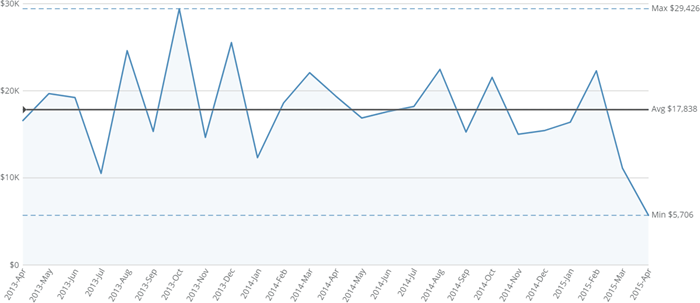 $30K
Max $29,426
$20K
Avg $17,838
$10K
Min $5,706
$0
2013-Apr
2013-May
2013-Jun
2013-Jul
2013-Aug
2013-Sep
2013-Oct
2013-Nov
2013-Dec
2014-Jan
2014-Feb
2014-Mar
2014-Apr
2014-May
2014-Jun
2014-Jul
2014-Aug
2014-Sep
2014-Oct
2014-Nov
2014-Dec
2015-Jan
2015-Feb
2015-Mar
2015-Apr